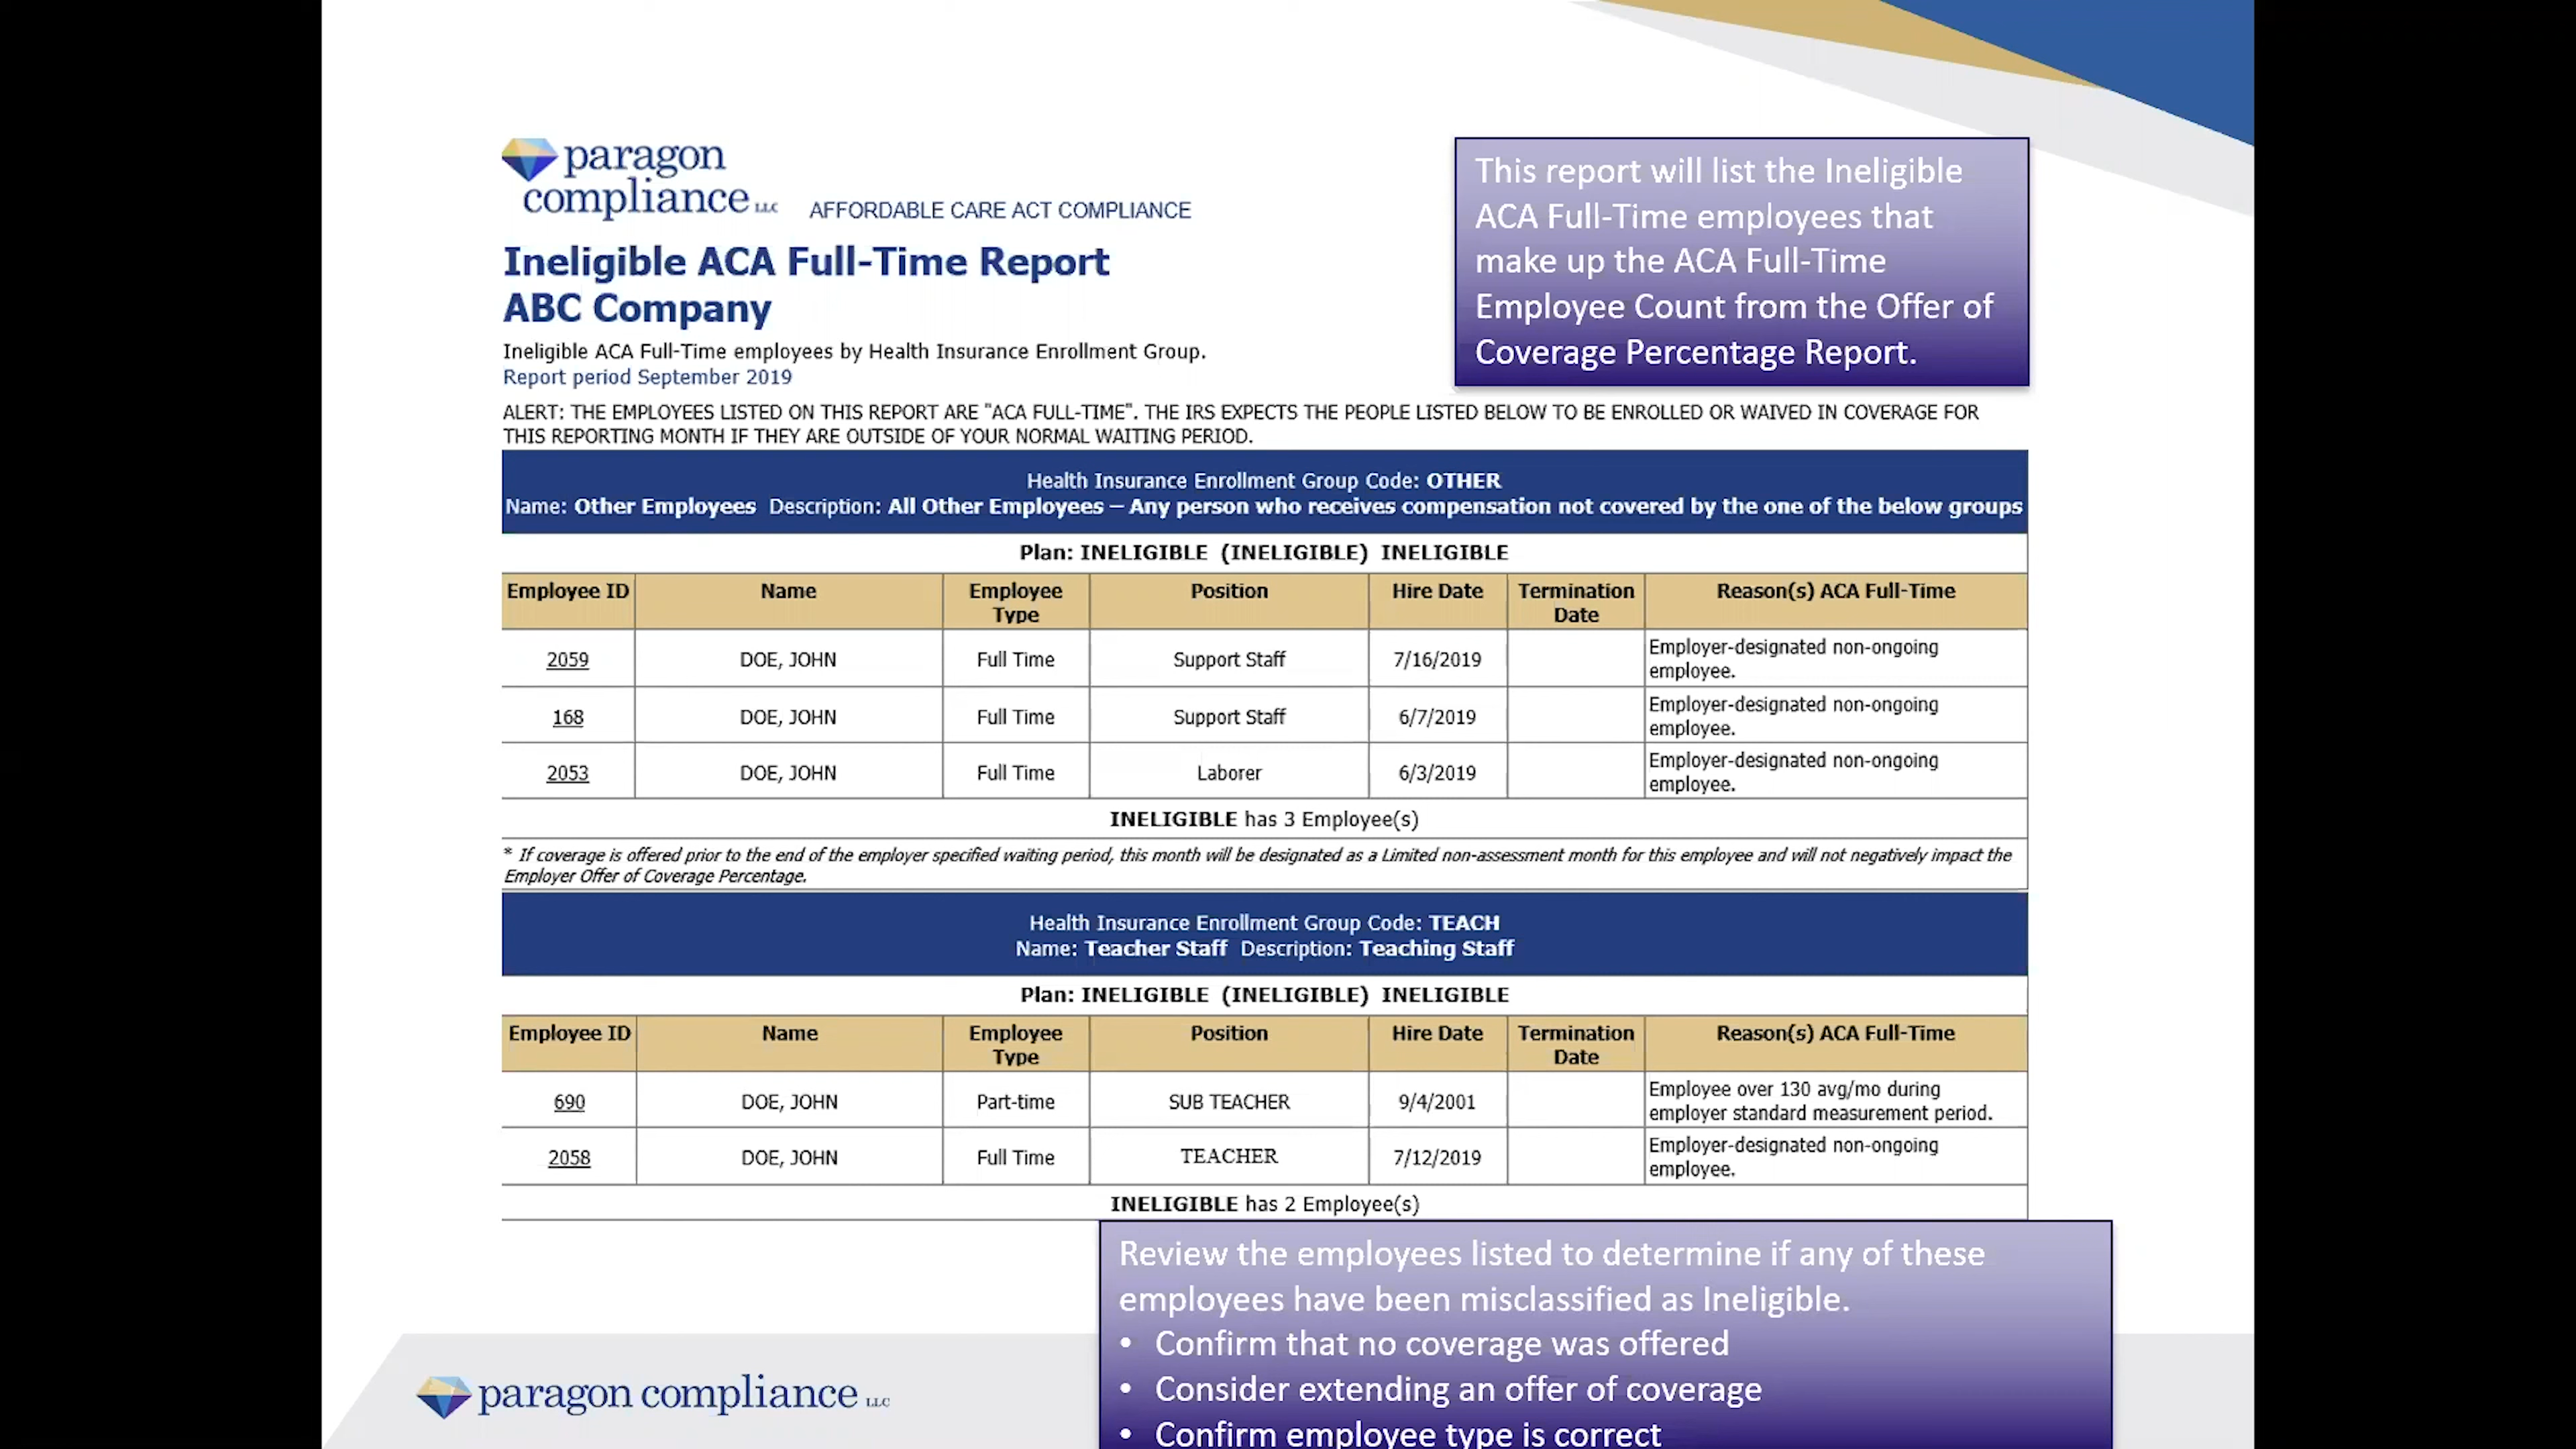 paragon
compliance LLC AFFORDABLE CARE ACT COMPLIANCE
Ineligible ACA Full-Time Report
ABC Company
Ineligible ACA Full-Time employees by Health Insurance Enrollment Group.
Report period September 2019
This report will list the Ineligible
ACA Full-Time employees that
make up the ACA Full-Time
Employee Count from the Offer of
Coverage Percentage Report.
ALERT: THE EMPLOYEES LISTED ON THIS REPORT ARE "ACA FULL-TIME". THE IRS EXPECTS THE PEOPLE LISTED BELOW TO BE ENROLLED OR WAIVED IN COVERAGE FOR
THIS REPORTING MONTH IF THEY ARE OUTSIDE OF YOUR NORMAL WAITING PERIOD.
Health Insurance Enrollment Group Code: OTHER
Name: Other Employees Description: All Other Employees – Any person who receives compensation not covered by the one of the below groups
Plan: INELIGIBLE (INELIGIBLE) INELIGIBLE
Employee ID Name Employee Type Position Hire Date Termination Date Reason(s) ACA Full-Time
2059 DOE, JOHN Full Time Support Staff 7/16/2019 Employer-designated non-ongoing employee.
168 DOE, JOHN Full Time Support Staff 6/7/2019 Employer-designated non-ongoing employee.
2053 DOE, JOHN Full Time Laborer 6/3/2019 Employer-designated non-ongoing employee.
INELIGIBLE has 3 Employee(s)
* If coverage is offered prior to the end of the employer specified waiting period, this month will be designated as a Limited non-assessment month for this employee and will not negatively impact the
Employer Offer of Coverage Percentage.
Health Insurance Enrollment Group Code: TEACH
Name: Teacher Staff Description: Teaching Staff
Plan: INELIGIBLE (INELIGIBLE) INELIGIBLE
Employee ID Name Employee Type Position Hire Date Termination Date Reason(s) ACA Full-Time
690 DOE, JOHN Part-time SUB TEACHER 9/4/2001 Employee over 130 avg/mo during employer standard measurement period.
2058 DOE, JOHN Full Time TEACHER 7/12/2019 Employer-designated non-ongoing employee.
INELIGIBLE has 2 Employee(s)
Review the employees listed to determine if any of these
employees have been misclassified as Ineligible.
• Confirm that no coverage was offered
• Consider extending an offer of coverage
• Confirm employee type is correct
paragon compliance LLC